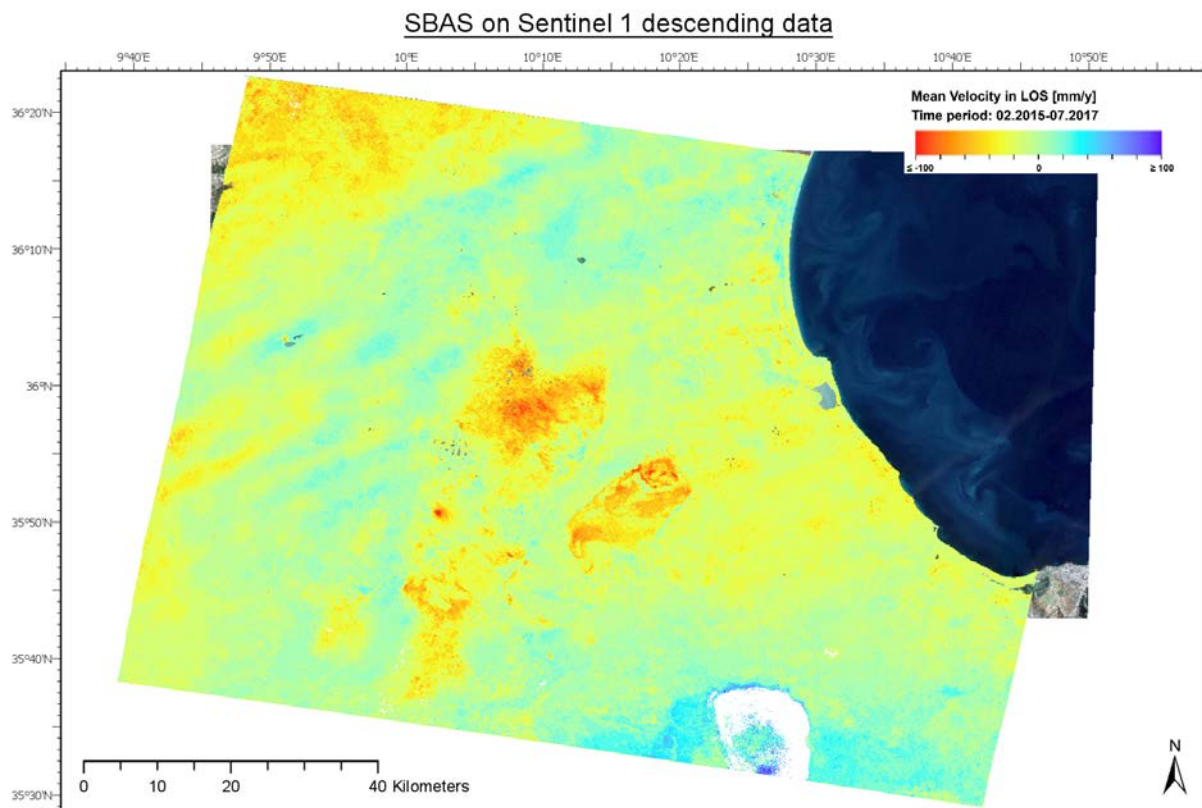 SBAS on Sentinel 1 descending data
9°40'E 9°50'E 10°E 10°10'E 10°20'E 10°30'E 10°40'E 10°50'E
Mean Velocity in LOS [mm/y]
Time period: 02.2015-07.2017
≤ -100 0 ≥ 100
36°20'N
36°10'N
36°N
35°50'N
35°40'N
35°30'N
N
0 10 20 40 Kilometers